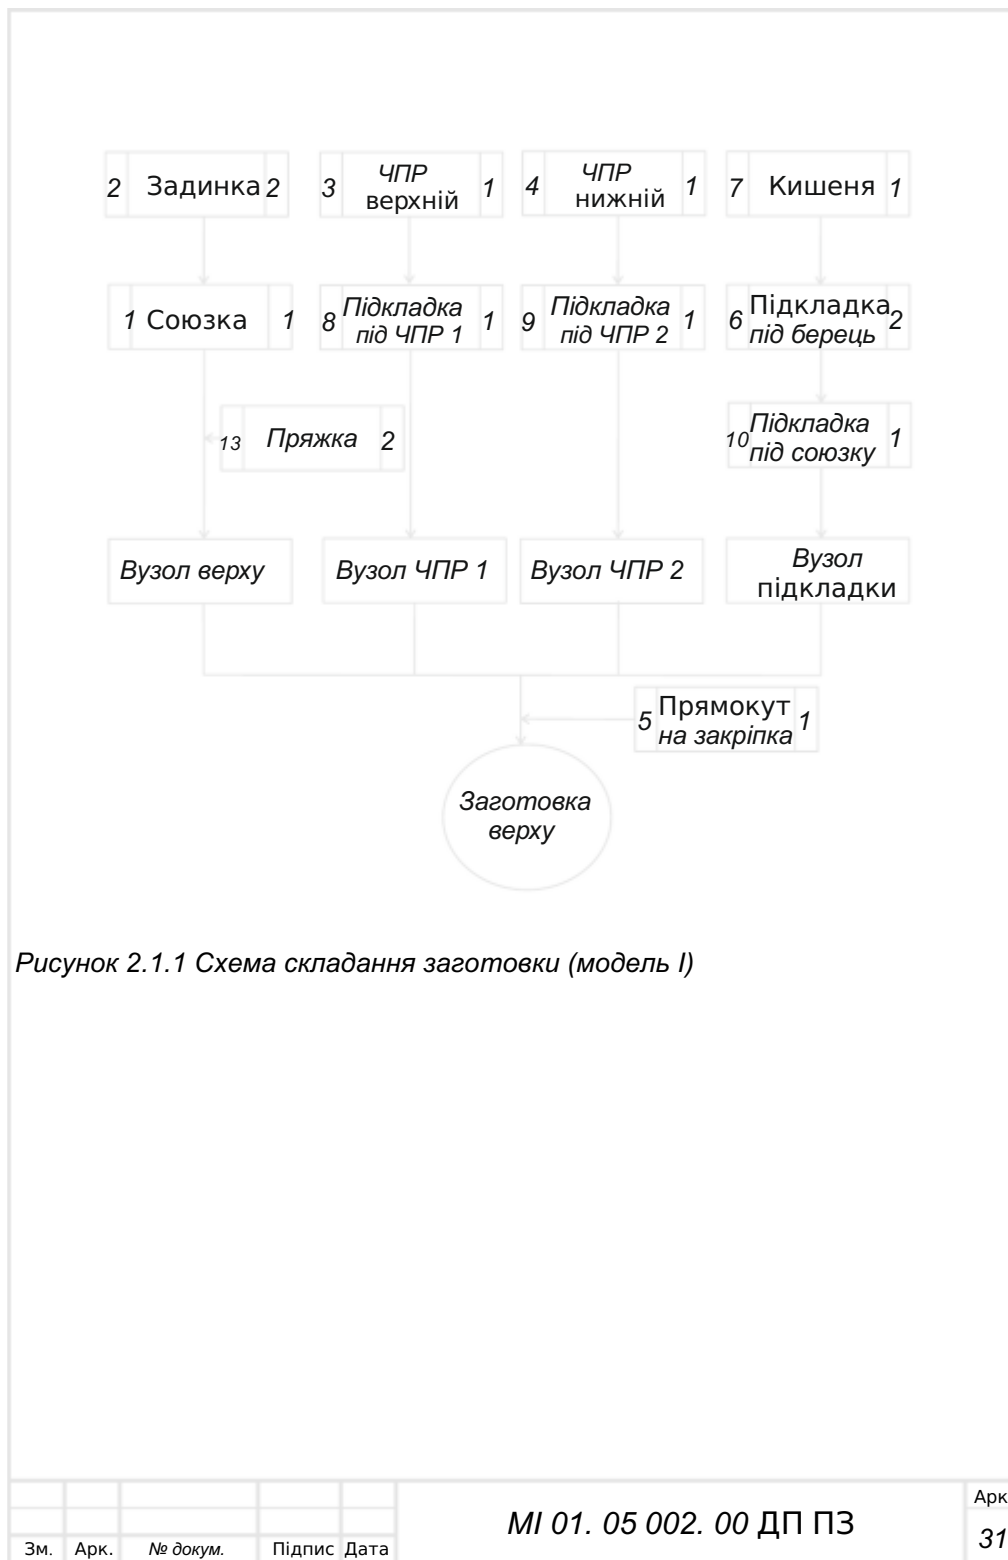 2 Задинка 2
3 ЧПР верхній 1
4 ЧПР нижній 1
7 Кишеня 1
1 Союзка 1
8 Підкладка під ЧПР 1 1
9 Підкладка під ЧПР 2 1
6 Підкладка під берець 2
13 Пряжка 2
10 Підкладка під союзку 1
Вузол верху
Вузол ЧПР 1
Вузол ЧПР 2
Вузол
підкладки
5 Прямокут на закріпка 1
Заготовка
верху
Рисунок 2.1.1 Схема складання заготовки (модель І)
МІ 01. 05 002. 00 ДП ПЗ
Арк
31
Зм. Арк. № докум. Підпис Дата